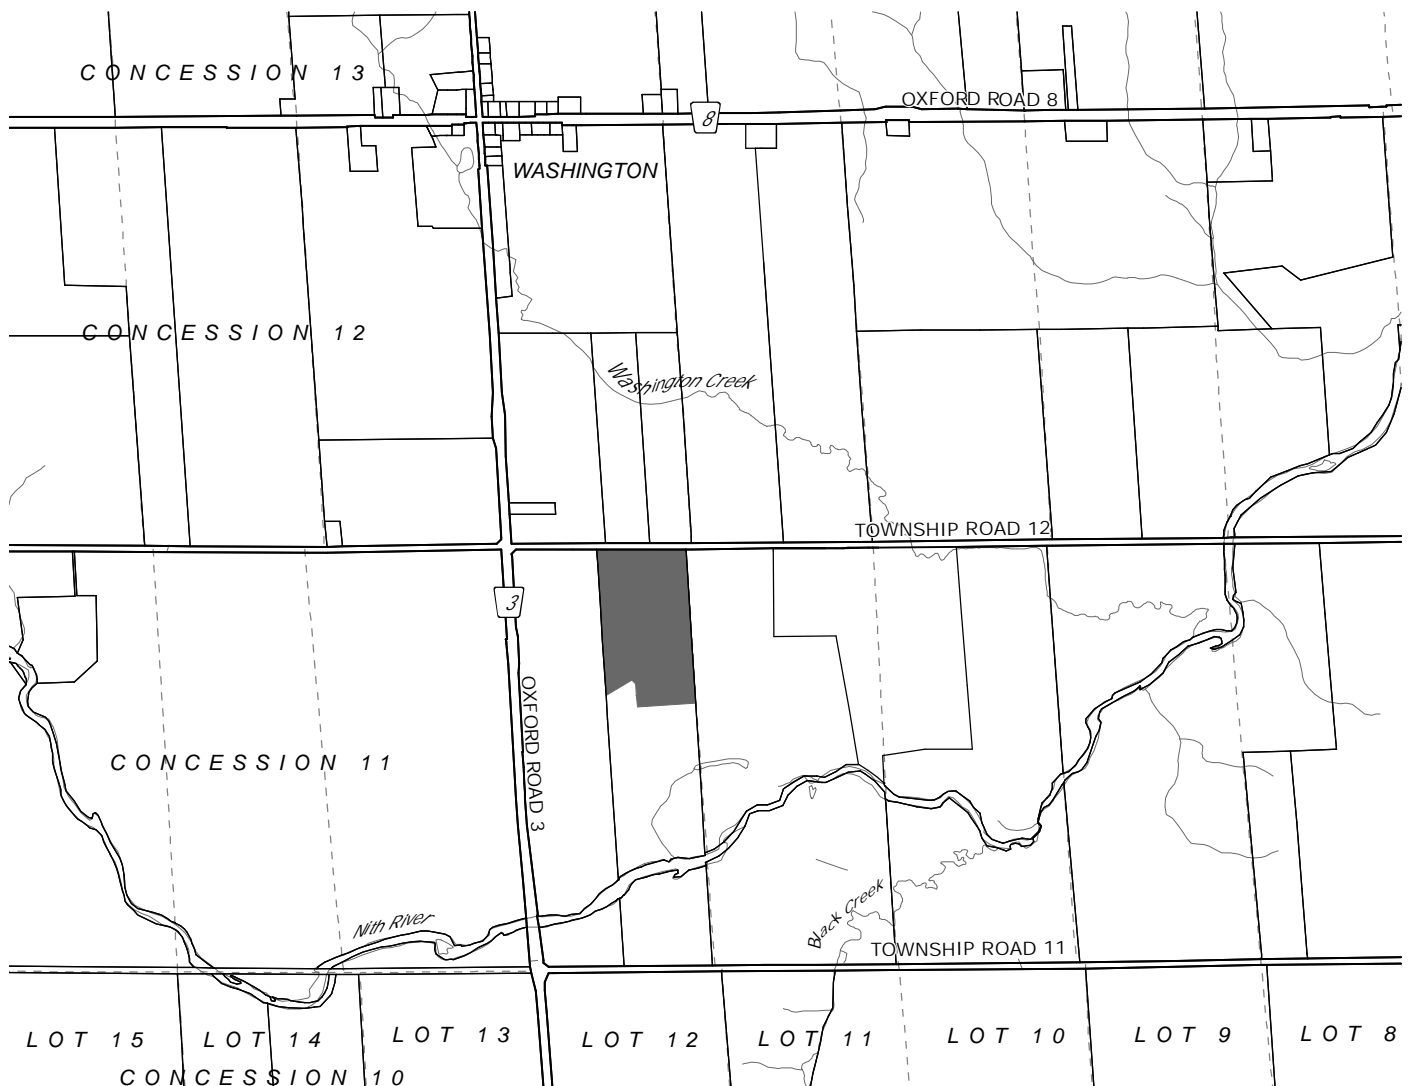 CONCESSION 13
OXFORD ROAD 8
8
WASHINGTON
CONCESSION 12
Washington Creek
TOWNSHIP ROAD 12
3
OXFORD ROAD 3
CONCESSION 11
Black Creek
Nith River
TOWNSHIP ROAD 11
LOT 15
LOT 14
LOT 13
LOT 12
LOT 11
LOT 10
LOT 9
LOT 8
CONCESSION 10